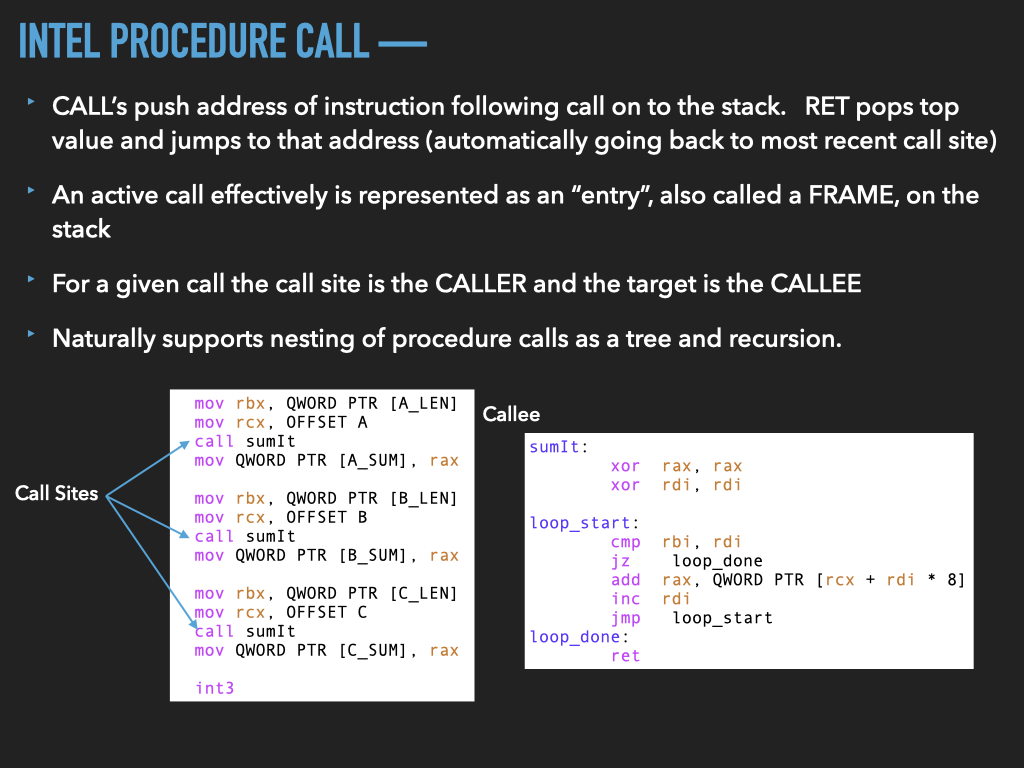 INTEL PROCEDURE CALL —
‣ CALL’s push address of instruction following call on to the stack. RET pops top
value and jumps to that address (automatically going back to most recent call site)
‣ An active call effectively is represented as an “entry”, also called a FRAME, on the
stack
‣ For a given call the call site is the CALLER and the target is the CALLEE
‣ Naturally supports nesting of procedure calls as a tree and recursion.
Call Sites
mov rbx, QWORD PTR [A_LEN]
mov rcx, OFFSET A
call sumIt
mov QWORD PTR [A_SUM], rax
mov rbx, QWORD PTR [B_LEN]
mov rcx, OFFSET B
call sumIt
mov QWORD PTR [B_SUM], rax
mov rbx, QWORD PTR [C_LEN]
mov rcx, OFFSET C
call sumIt
mov QWORD PTR [C_SUM], rax
int3
Callee
sumIt:
xor rax, rax
xor rdi, rdi
loop_start:
cmp rbi, rdi
jz loop_done
add rax, QWORD PTR [rcx + rdi * 8]
inc rdi
jmp loop_start
loop_done:
ret